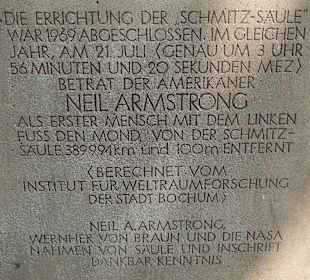 DIE ERRICHTUNG DER „SCHMITZ-SÄULE"
WAR 1969 ABGESCHLOSSEN. IM GLEICHEN
JAHR, AM 21. JULI (GENAU UM 3 UHR
56 MINUTEN UND 20 SEKUNDEN MEZ)
BETRAT DER AMERIKANER
NEIL ARMSTRONG
ALS ERSTER MENSCH MIT DEM LINKEN
FUSS DEN MOND, VON DER SCHMITZ-
SÄULE 389994 km und 100m ENTFERNT
(BERECHNET VOM
INSTITUT FÜR WELTRAUMFORSCHUNG
DER STADT BOCHUM)
NEIL A. ARMSTRONG,
WERNHER VON BRAUN UND DIE NASA
NAHMEN VON SÄULE UND INSCHRIFT
DANKBAR KENNTNIS